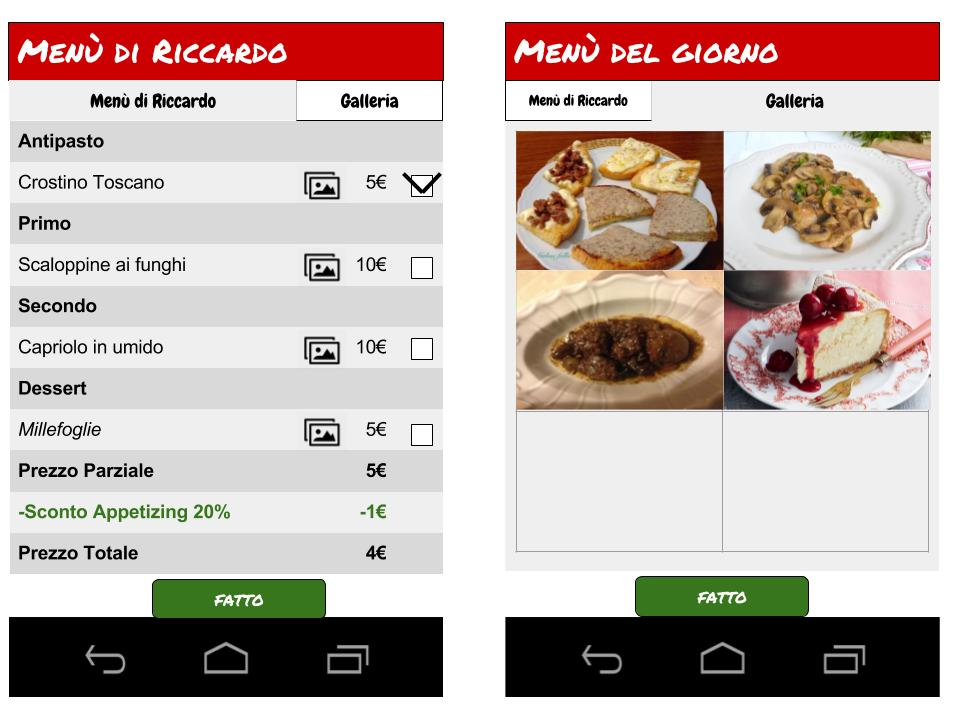 Menù di Riccardo
Menù di Riccardo Galleria
Antipasto
Crostino Toscano 5€
Primo
Scaloppine ai funghi 10€
Secondo
Capriolo in umido 10€
Dessert
Millefoglie 5€
Prezzo Parziale 5€
-Sconto Appetizing 20% -1€
Prezzo Totale 4€
FATTO
Menù del giorno
Menù di Riccardo Galleria
FATTO